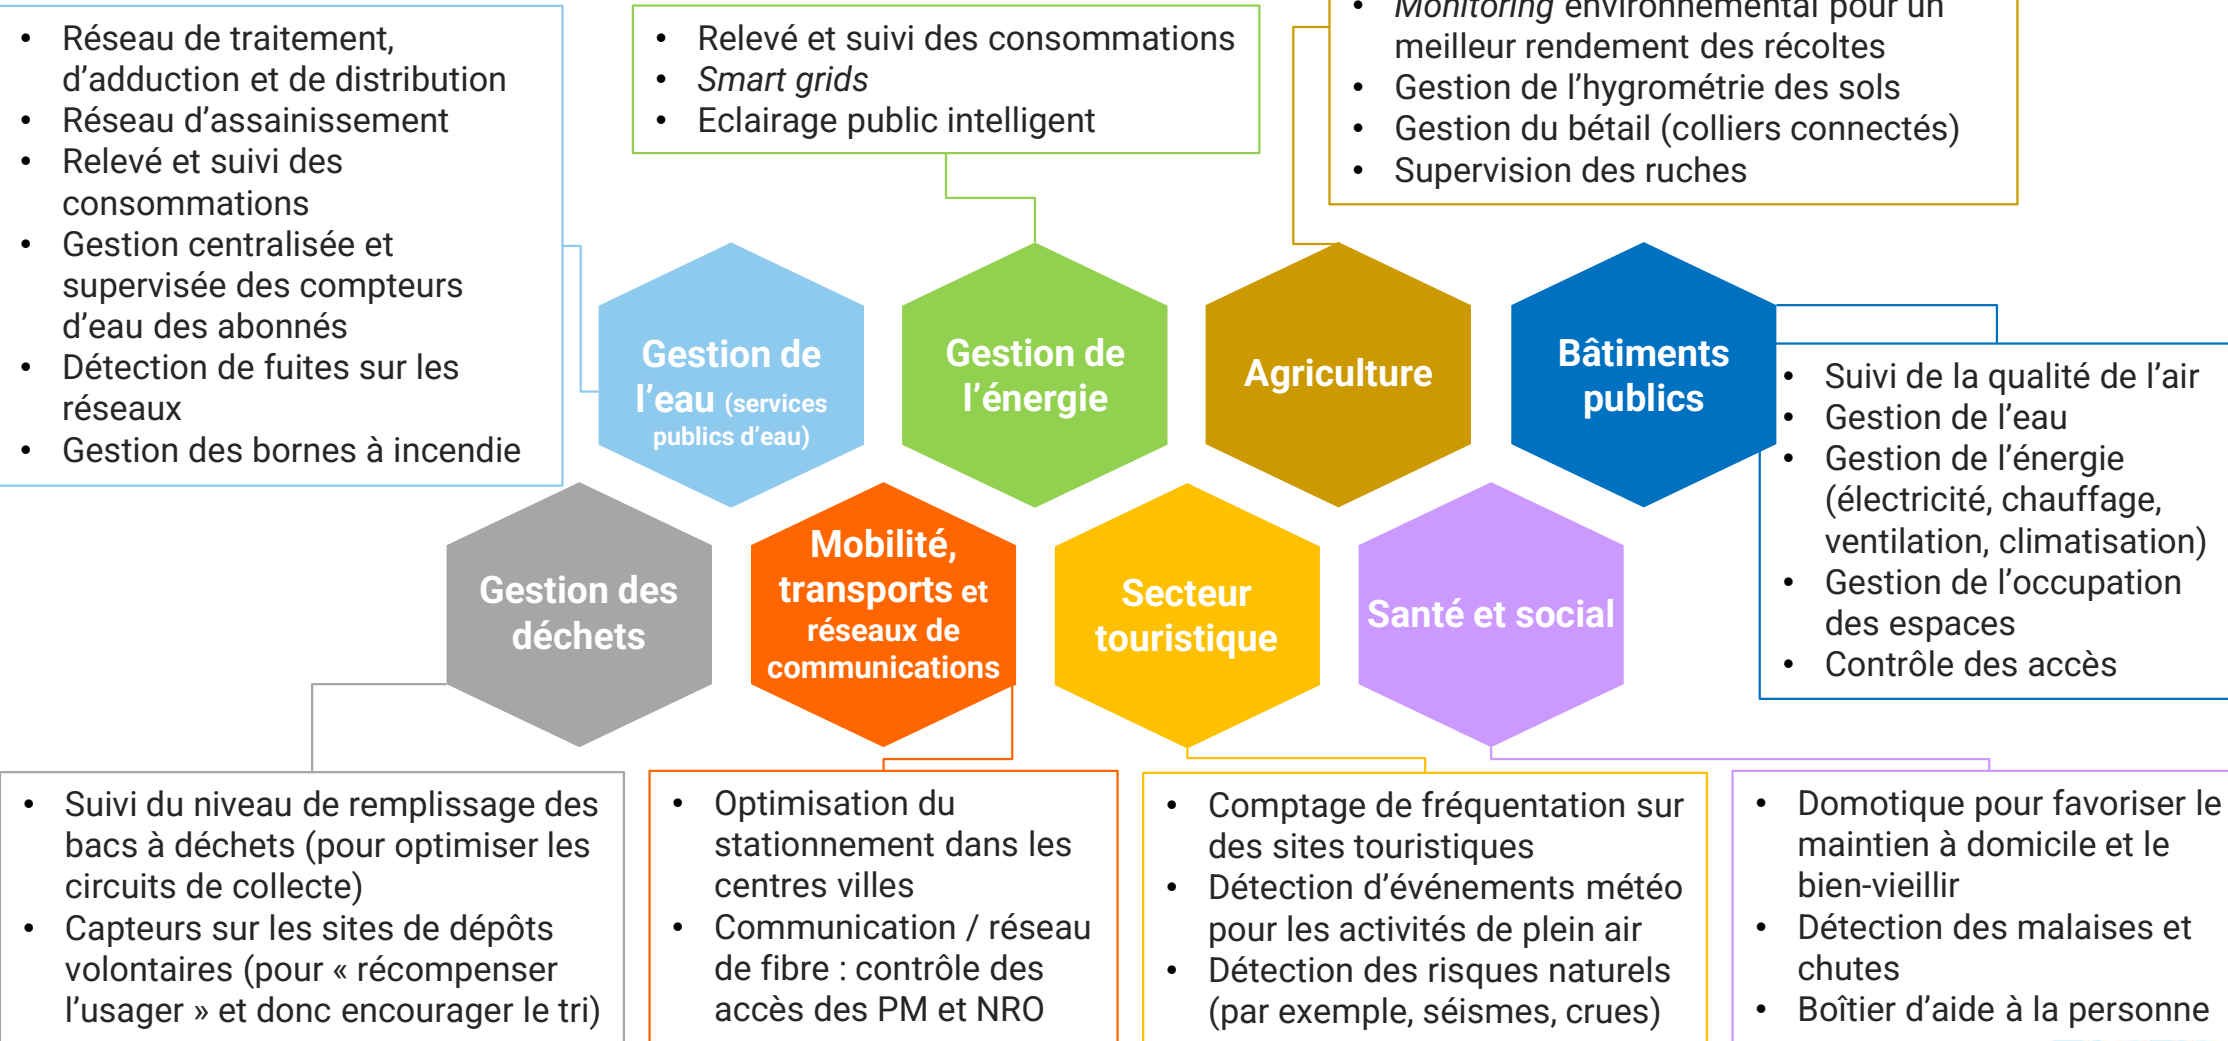 • Réseau de traitement,
d’adduction et de distribution
• Réseau d’assainissement
• Relevé et suivi des
consommations
• Gestion centralisée et
supervisée des compteurs
d’eau des abonnés
• Détection de fuites sur les
réseaux
• Gestion des bornes à incendie
• Relevé et suivi des consommations
• Smart grids
• Eclairage public intelligent
• Monitoring environnemental pour un
meilleur rendement des récoltes
• Gestion de l’hygrométrie des sols
• Gestion du bétail (colliers connectés)
• Supervision des ruches
Gestion de
l’eau (services
publics d’eau)
Gestion de
l’énergie
Agriculture
Bâtiments
publics
• Suivi de la qualité de l’air
• Gestion de l’eau
• Gestion de l’énergie
(électricité, chauffage,
ventilation, climatisation)
• Gestion de l’occupation
des espaces
• Contrôle des accès
Gestion des
déchets
Mobilité,
transports et
réseaux de
communications
Secteur
touristique
Santé et social
• Suivi du niveau de remplissage des
bacs à déchets (pour optimiser les
circuits de collecte)
• Capteurs sur les sites de dépôts
volontaires (pour « récompenser
l’usager » et donc encourager le tri)
• Optimisation du
stationnement dans les
centres villes
• Communication / réseau
de fibre : contrôle des
accès des PM et NRO
• Comptage de fréquentation sur
des sites touristiques
• Détection d’événements météo
pour les activités de plein air
• Détection des risques naturels
(par exemple, séismes, crues)
• Domotique pour favoriser le
maintien à domicile et le
bien-vieillir
• Détection des malaises et
chutes
• Boîtier d’aide à la personne